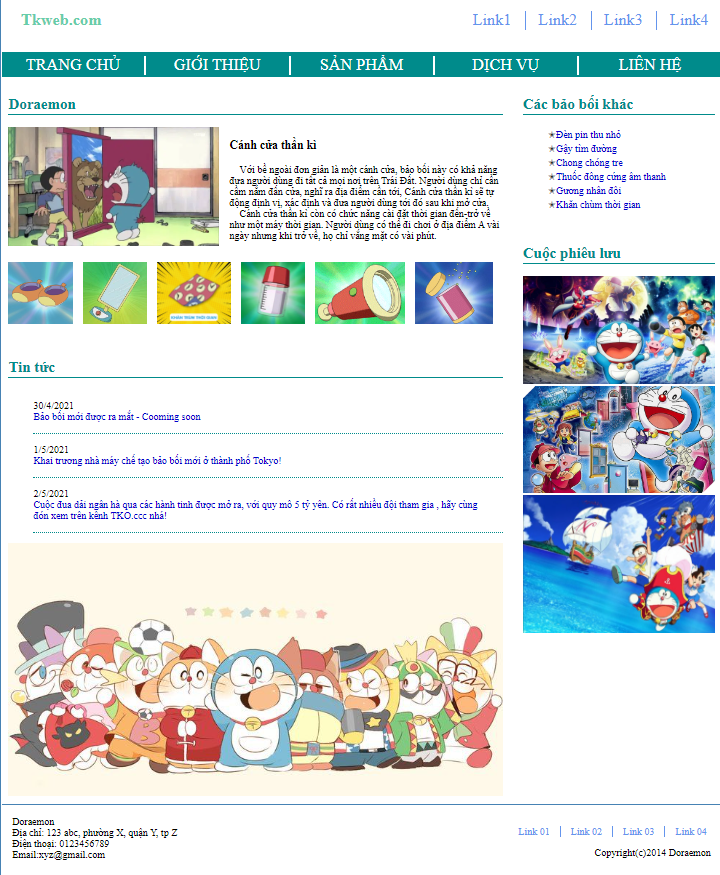 Tkweb.com
Link1
Link2
Link3
Link4
TRANG CHỦ
GIỚI THIỆU
SẢN PHẨM
DỊCH VỤ
LIÊN HỆ
Doraemon
Cánh cửa thần kì
Với bề ngoài đơn giản là một cánh cửa, bảo bối này có khả năng
đưa người dùng đi tất cả mọi nơi trên Trái Đất. Người dùng chỉ cần
cầm nắm đấn cửa, nghĩ ra địa điểm cần tới, Cánh cửa thần kì sẽ tự
động định vị, xác định và đưa người dùng tới đó sau khi mở cửa.
Cánh cửa thần kì còn có chức năng cài đặt thời gian đến-trở về
như một máy thời gian. Người dùng có thể đi chơi ở địa điểm A vài
ngày nhưng khi trở về, họ chỉ vắng mặt có vài phút.
Tin tức
30/4/2021
Bảo bối mới được ra mắt - Cooming soon
1/5/2021
Khai trương nhà máy chế tạo bảo bối mới ở thành phố Tokyo!
2/5/2021
Cuộc đua dải ngân hà qua các hành tinh được mở ra, với quy mô 5 tỷ yên. Có rất nhiều đội tham gia , hãy cùng
đón xem trên kênh TKO.ccc nhá!
Các bảo bối khác
★Đèn pin thu nhỏ
★Gậy tìm đường
★Chong chóng tre
★Thuốc đông cứng âm thanh
★Gương nhân đôi
★Khăn chùm thời gian
Cuộc phiêu lưu
Doraemon
Địa chỉ: 123 abc, phường X, quận Y, tp Z
Điện thoại: 0123456789
Email:xyz@gmail.com
Link 01
Link 02
Link 03
Link 04
Copyright(c)2014 Doraemon